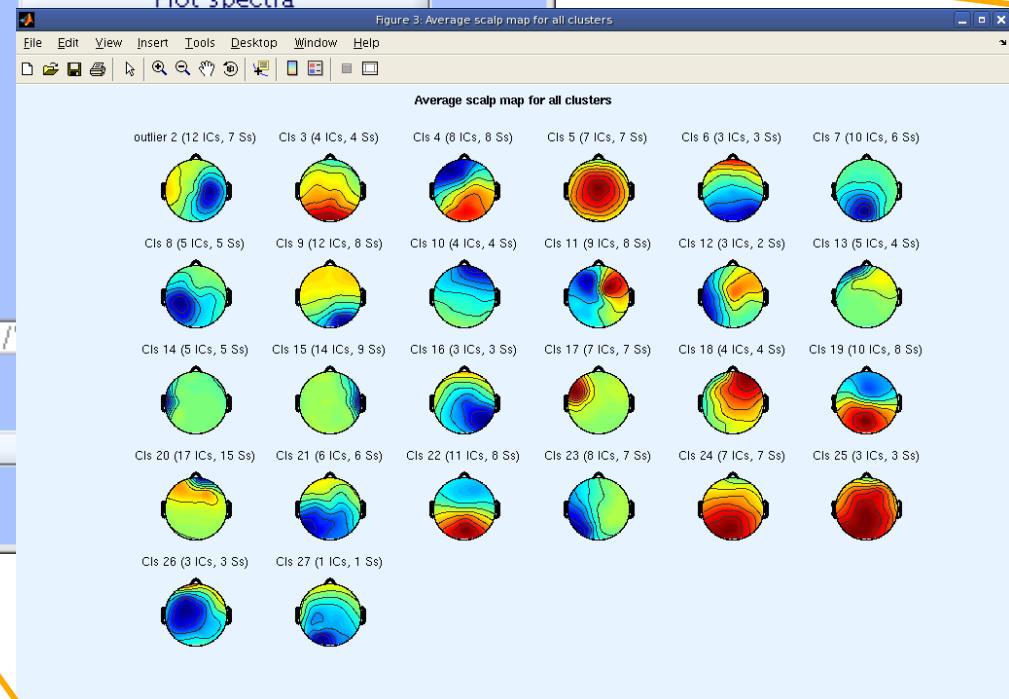 Plot spectra
Figure 3: Average scalp map for all clusters
File Edit View Insert Tools Desktop Window Help
Average scalp map for all clusters
outlier 2 (12 ICs, 7 Ss) Cls 3 (4 ICs, 4 Ss) Cls 4 (8 ICs, 8 Ss) Cls 5 (7 ICs, 7 Ss) Cls 6 (3 ICs, 3 Ss) Cls 7 (10 ICs, 6 Ss)
Cls 8 (5 ICs, 5 Ss) Cls 9 (12 ICs, 8 Ss) Cls 10 (4 ICs, 4 Ss) Cls 11 (9 ICs, 8 Ss) Cls 12 (3 ICs, 2 Ss) Cls 13 (5 ICs, 4 Ss)
Cls 14 (5 ICs, 5 Ss) Cls 15 (14 ICs, 9 Ss) Cls 16 (3 ICs, 3 Ss) Cls 17 (7 ICs, 7 Ss) Cls 18 (4 ICs, 4 Ss) Cls 19 (10 ICs, 8 Ss)
Cls 20 (17 ICs, 15 Ss) Cls 21 (6 ICs, 6 Ss) Cls 22 (11 ICs, 8 Ss) Cls 23 (8 ICs, 7 Ss) Cls 24 (7 ICs, 7 Ss) Cls 25 (3 ICs, 3 Ss)
Cls 26 (3 ICs, 3 Ss) Cls 27 (1 ICs, 1 Ss)